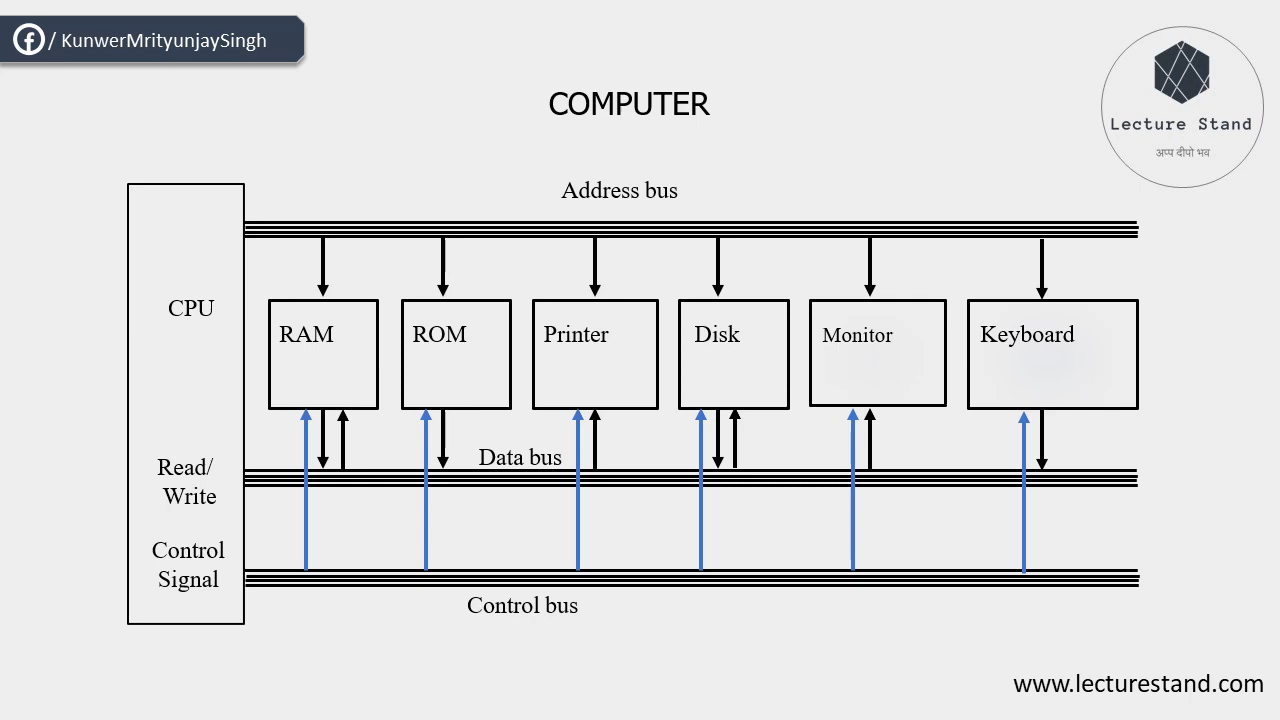 / KunwerMrityunjaySingh
COMPUTER
Lecture Stand
अप्प दीपो भव
Address bus
CPU
RAM
ROM
Printer
Disk
Monitor
Keyboard
Data bus
Read/
Write
Control
Signal
Control bus
www.lecturestand.com